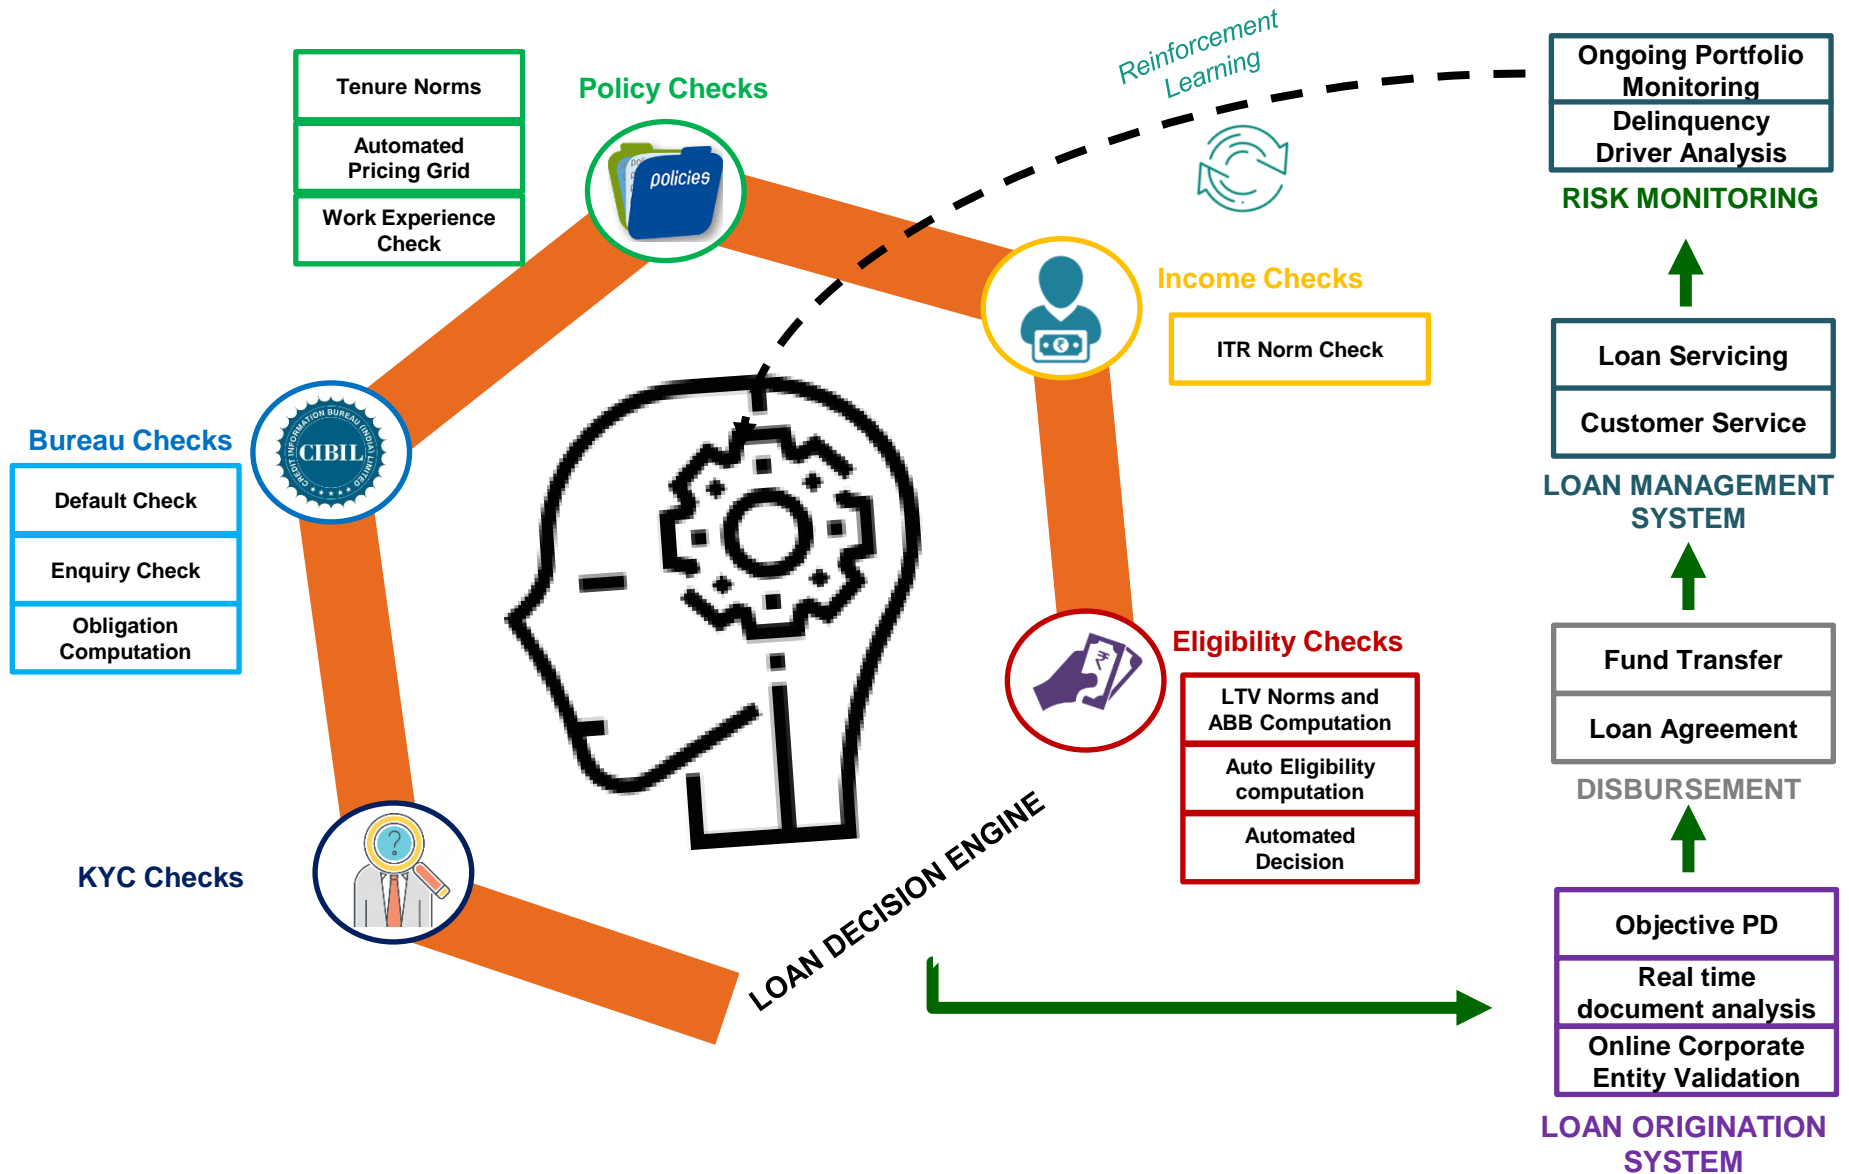 Reinforcement
Learning
Tenure Norms
Automated
Pricing Grid
Work Experience
Check
Policy Checks
policies
Income Checks
ITR Norm Check
Bureau Checks
CREDIT INFORMATION BUREAU (INDIA) LIMITED
CIBIL
Default Check
Enquiry Check
Obligation
Computation
KYC Checks
?
Eligibility Checks
₹
₹
LTV Norms and
ABB Computation
Auto Eligibility
computation
Automated
Decision
LOAN DECISION ENGINE
Ongoing Portfolio
Monitoring
Delinquency
Driver Analysis
RISK MONITORING
Loan Servicing
Customer Service
LOAN MANAGEMENT
SYSTEM
Fund Transfer
Loan Agreement
DISBURSEMENT
Objective PD
Real time
document analysis
Online Corporate
Entity Validation
LOAN ORIGINATION
SYSTEM